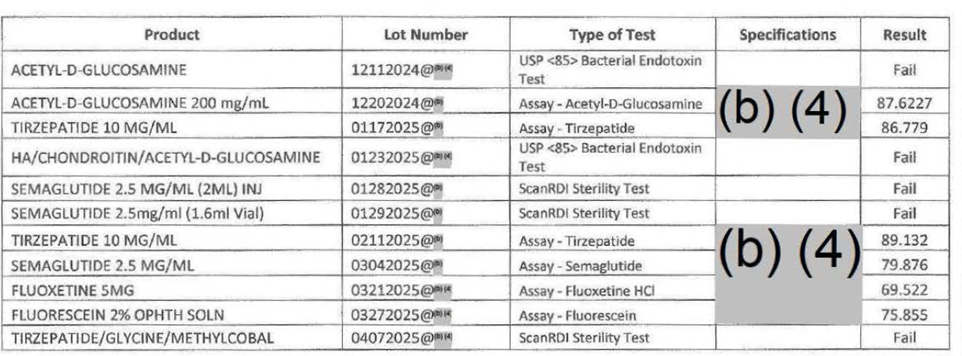 Product Lot Number Type of Test Specifications Result
ACETYL-D-GLUCOSAMINE 12112024@(b) (4) USP <85> Bacterial Endotoxin Test Fail
ACETYL-D-GLUCOSAMINE 200 mg/mL 12202024@(b) Assay - Acetyl-D-Glucosamine (b) (4) 87.6227
TIRZEPATIDE 10 MG/ML 01172025@(b) Assay - Tirzepatide 86.779
HA/CHONDROITIN/ACETYL-D-GLUCOSAMINE 01232025@(b) (4) USP <85> Bacterial Endotoxin Test Fail
SEMAGLUTIDE 2.5 MG/ML (2ML) INJ 01282025@(b) ScanRDI Sterility Test Fail
SEMAGLUTIDE 2.5mg/ml (1.6ml Vial) 01292025@(b) ScanRDI Sterility Test Fail
TIRZEPATIDE 10 MG/ML 02112025@(b) Assay - Tirzepatide (b) (4) 89.132
SEMAGLUTIDE 2.5 MG/ML 03042025@(b) Assay - Semaglutide 79.876
FLUOXETINE 5MG 03212025@(b) (4) Assay - Fluoxetine HCl 69.522
FLUORESCEIN 2% OPHTH SOLN 03272025@(b) (4) Assay - Fluorescein 75.855
TIRZEPATIDE/GLYCINE/METHYLCOBAL 04072025@(b) (4) ScanRDI Sterility Test Fail